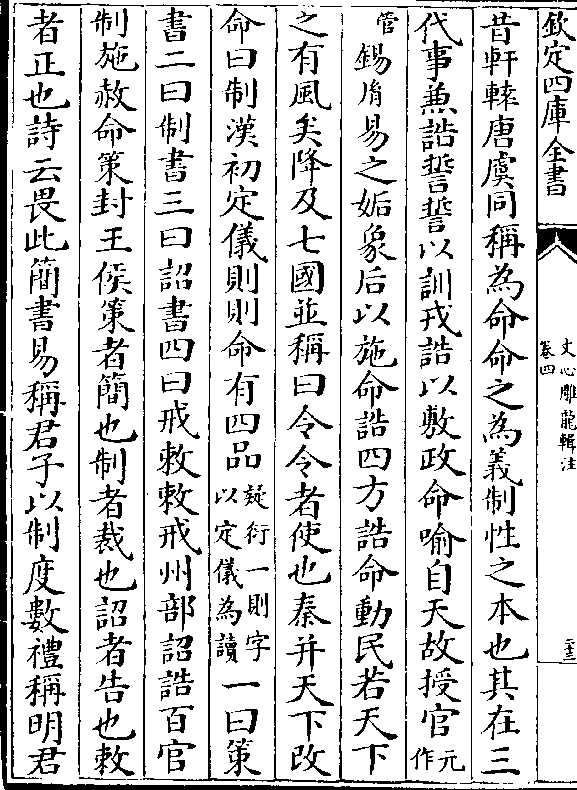 欽定四庫全書
文心雕龍輯注
卷四
二十三
昔軒轅唐虞同稱為命命之為義制性之本也其在三
代事兼誥誓誓以訓戎誥以敷政命喻自天故授官元作
管錫𦙍易之姤象后以施命誥四方誥命動民若天下
之有風矣降及七國並稱曰令令者使也秦并天下改
命曰制漢初定儀則則命有四品疑衍一則字以定儀為讀一曰策
書二曰制書三曰詔書四曰戒敕敕戒州部詔誥百官
制施赦命策封王侯策者簡也制者裁也詔者告也敕
者正也詩云畏此簡書易稱君子以制度數禮稱明君